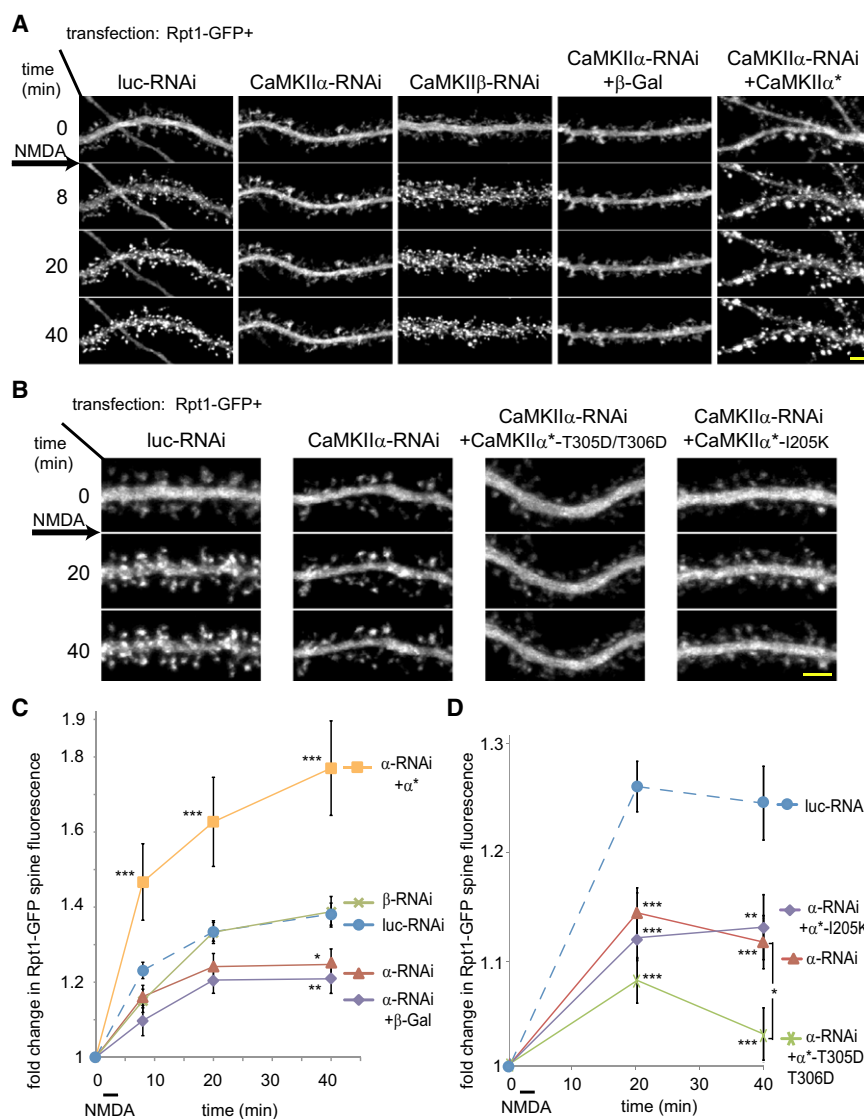 A
transfection: Rpt1-GFP+
time
(min)
luc-RNAi
CaMKIIα-RNAi
CaMKIIβ-RNAi
CaMKIIα-RNAi
+β-Gal
CaMKIIα-RNAi
+CaMKIIα*
0
NMDA
8
20
40
B
transfection: Rpt1-GFP+
time
(min)
luc-RNAi
CaMKIIα-RNAi
CaMKIIα-RNAi
+CaMKIIα*-T305D/T306D
CaMKIIα-RNAi
+CaMKIIα*-I205K
0
NMDA
20
40
C
fold change in Rpt1-GFP spine fluorescence
1.9
1.8
1.6
1.4
1.2
1
***
***
***
*
**
α-RNAi
+α*
β-RNAi
luc-RNAi
α-RNAi
α-RNAi
+β-Gal
0
10
20
30
40
NMDA
time (min)
D
fold change in Rpt1-GFP spine fluorescence
1.3
1.2
1.1
1
***
***
***
**
***
*
***
luc-RNA
α-RNAi
+α*-I205K
α-RNAi
α-RNAi
+α*-T305D
T306D
0
10
20
30
40
NMDA
time (min)